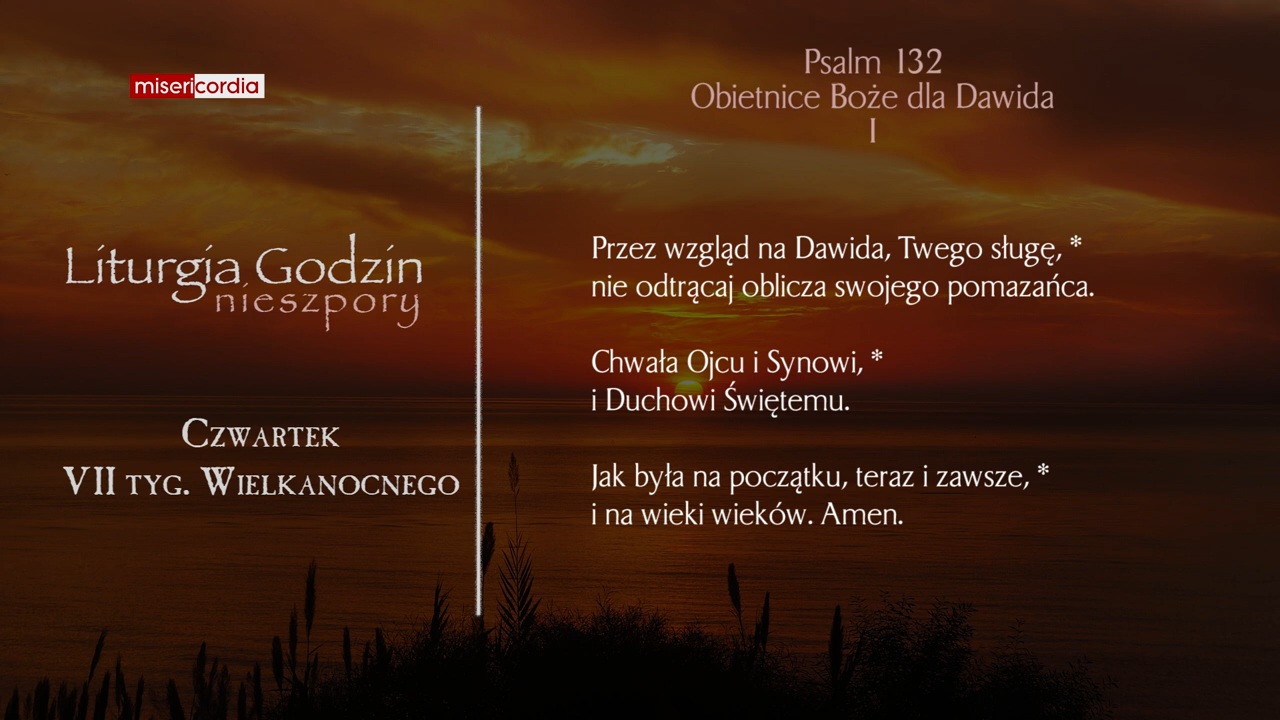 misericordia
Liturgia Godzin
nieszpory
Czwartek
VII tyg. Wielkanocnego
Psalm 132
Obietnice Boże dla Dawida
I
Przez wzgląd na Dawida, Twego sługę, *
nie odtrącaj oblicza swojego pomazańca.
Chwała Ojcu i Synowi, *
i Duchowi Świętemu.
Jak była na początku, teraz i zawsze, *
i na wieki wieków. Amen.